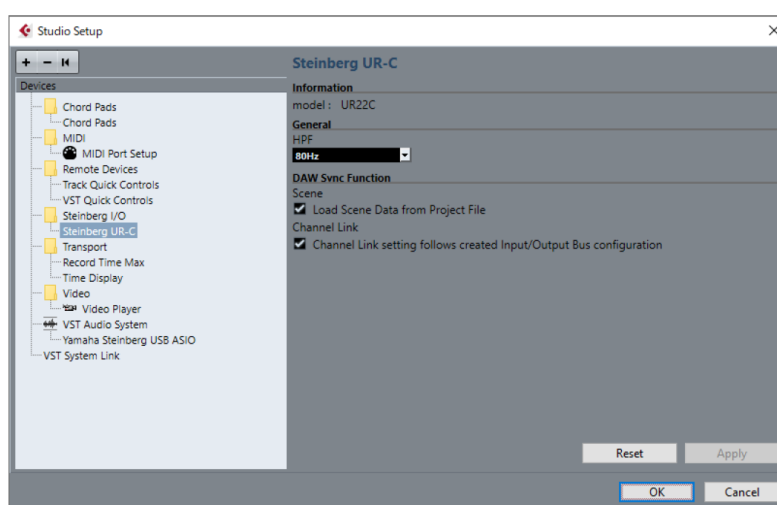 Studio Setup
Devices
Chord Pads
Chord Pads
MIDI
MIDI Port Setup
Remote Devices
Track Quick Controls
VST Quick Controls
Steinberg I/O
Steinberg UR-C
Transport
Record Time Max
Time Display
Video
Video Player
VST Audio System
Yamaha Steinberg USB ASIO
VST System Link
Steinberg UR-C
Information
model : UR22C
General
HPF
80Hz
DAW Sync Function
Scene
Load Scene Data from Project File
Channel Link
Channel Link setting follows created Input/Output Bus configuration
Reset Apply
OK Cancel